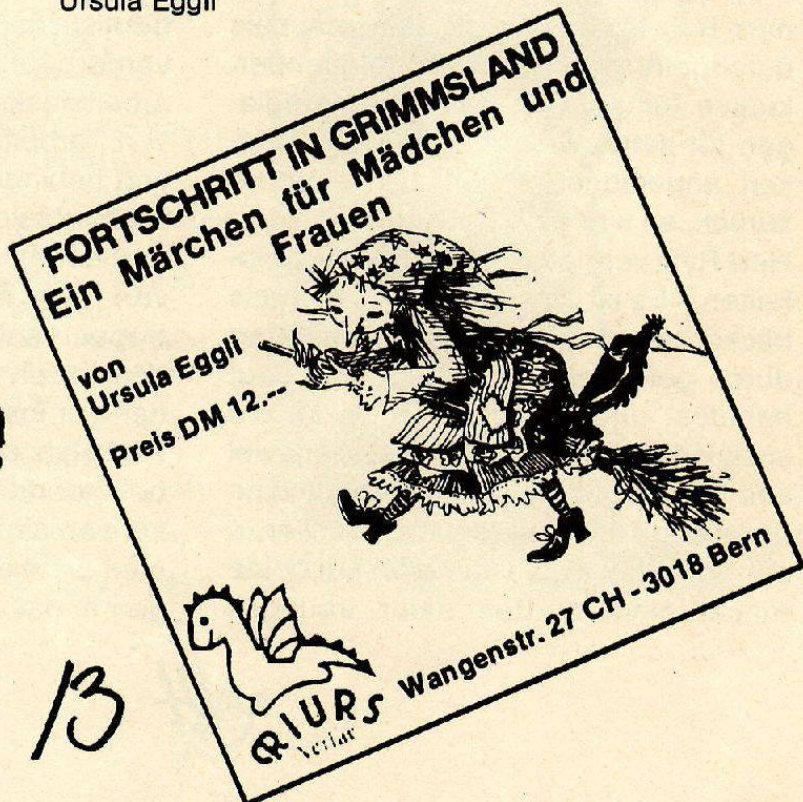 Ursula Eggli
FORTSCHRITT IN GRIMMSLAND
Ein Märchen für Mädchen und
Frauen
von
Ursula Eggli
Preis DM 12.--
RIURS
Verlag
Wangenstr. 27 CH - 3018 Bern
13